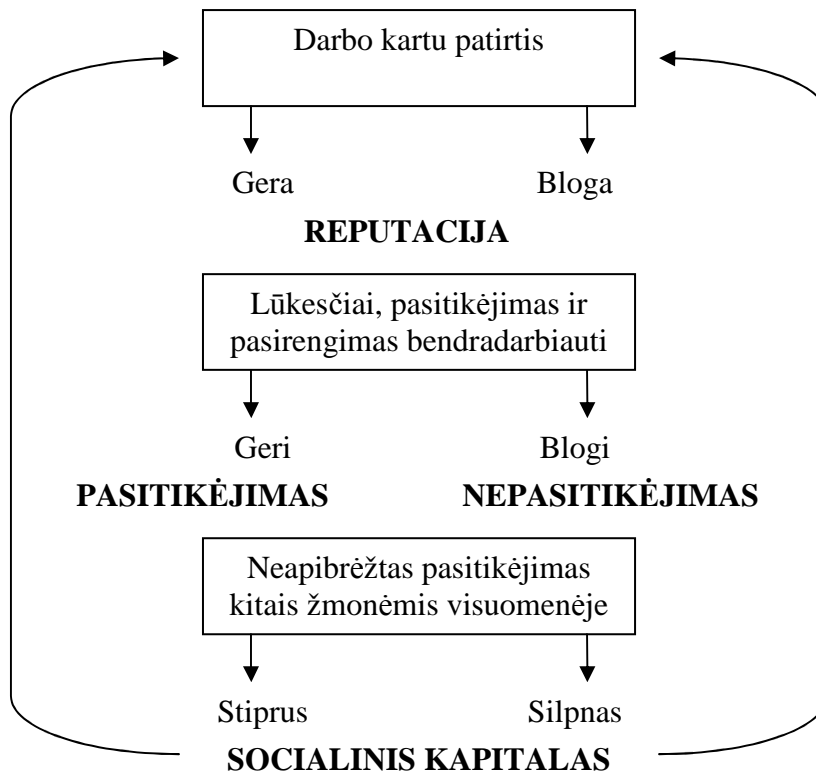 Darbo kartu patirtis
Gera Bloga
REPUTACIJA
Lūkesčiai, pasitikėjimas ir
pasirengimas bendradarbiauti
Geri Blogi
PASITIKĖJIMAS NEPASITIKĖJIMAS
Neapibrėžtas pasitikėjimas
kitais žmonėmis visuomenėje
Stiprus Silpnas
SOCIALINIS KAPITALAS